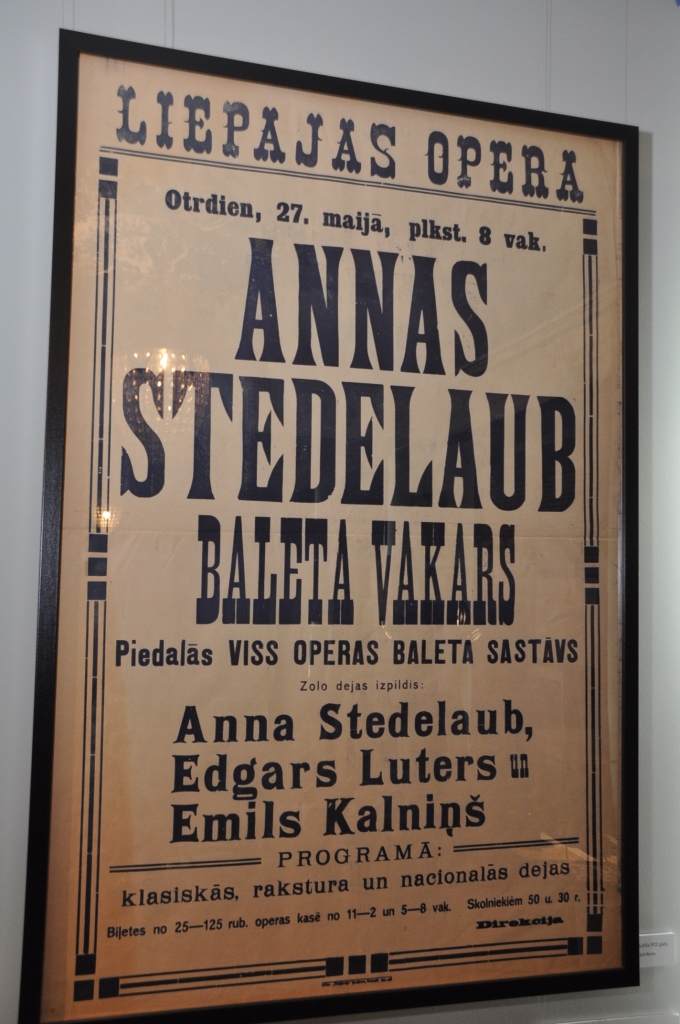 LIEPAJAS OPERA
Otrdien, 27. maijā, plkst. 8 vak.
ANNAS
STEDELAUB
BALETA VAKARS
Piedalās VISS OPERAS BALETA SASTĀVS
Zolo dejas izpildis:
Anna Stedelaub,
Edgars Luters un
Emils Kalniņš
PROGRAMĀ:
klasiskās, rakstura un nacionalās dejas
Biļetes no 25—125 rub. operas kasē no 11—2 un 5—8 vak. Skolniekiēm 50 u. 30 r.
Direkcija